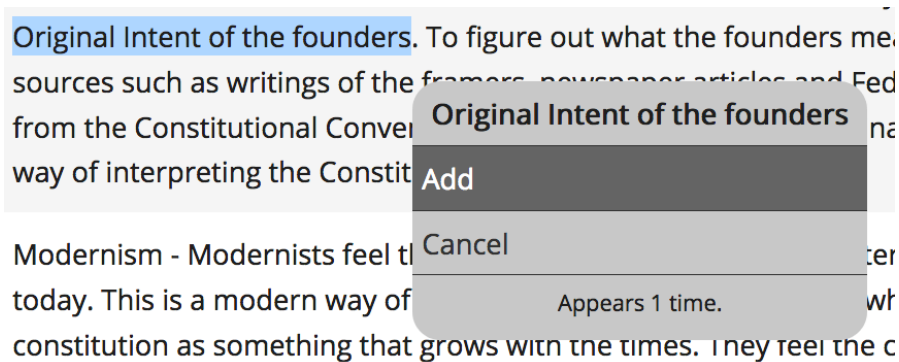 Original Intent of the founders. To figure out what the founders
sources such as writings of the framers, newspaper articles and Fed
from the Constitutional
way of interpreting the
Original Intent of the founders
Add
Cancel
Appears 1 time.
Modernism - Modernists feel
today. This is a modern way of
constitution as something that grows with the times. They feel the